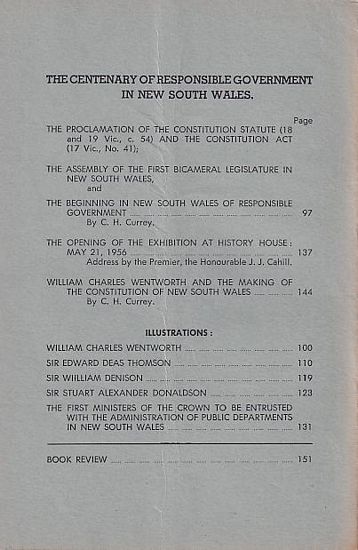 THE CENTENARY OF RESPONSIBLE GOVERNMENT
IN NEW SOUTH WALES.
Page
THE PROCLAMATION OF THE CONSTITUTION STATUTE (18
and 19 Vic., c. 54) AND THE CONSTITUTION ACT
(17 Vic., No. 41);
THE ASSEMBLY OF THE FIRST BICAMERAL LEGISLATURE IN
NEW SOUTH WALES,
and
THE BEGINNING IN NEW SOUTH WALES OF RESPONSIBLE
GOVERNMENT ........ 97
By C. H. Currey.
THE OPENING OF THE EXHIBITION AT HISTORY HOUSE:
MAY 21, 1956 ........ 137
Address by the Premier, the Honourable J. J. Cahill.
WILLIAM CHARLES WENTWORTH AND THE MAKING OF
THE CONSTITUTION OF NEW SOUTH WALES ........ 144
By C. H. Currey.
ILLUSTRATIONS:
WILLIAM CHARLES WENTWORTH ........ 100
SIR EDWARD DEAS THOMSON ........ 110
SIR WIILLIAM DENISON ........ 119
SIR STUART ALEXANDER DONALDSON ........ 123
THE FIRST MINISTERS OF THE CROWN TO BE ENTRUSTED
WITH THE ADMINISTRATION OF PUBLIC DEPARTMENTS
IN NEW SOUTH WALES ........ 131
BOOK REVIEW ........ 151